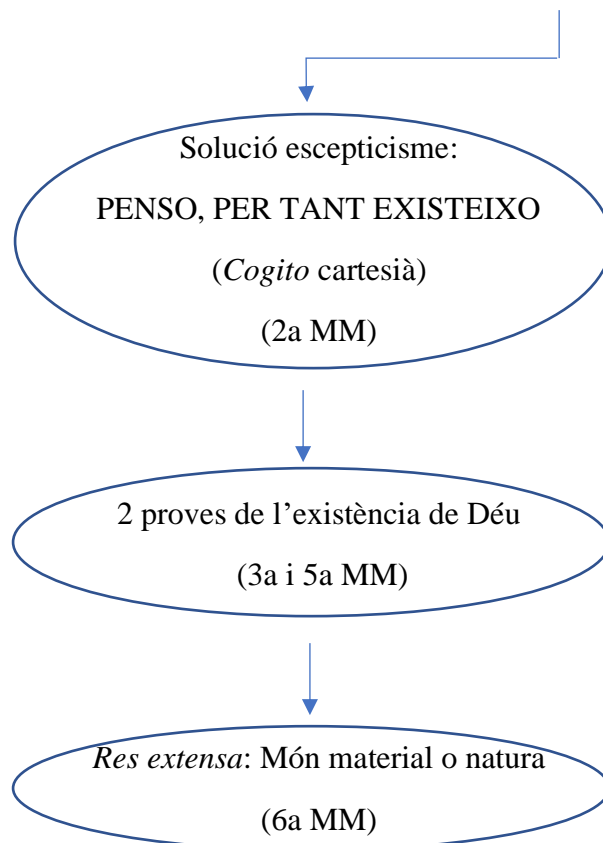 Solució escepticisme:
PENSO, PER TANT EXISTEIXO
(Cogito cartesià)
(2a MM)
2 proves de l’existència de Déu
(3a i 5a MM)
Res extensa: Món material o natura
(6a MM)